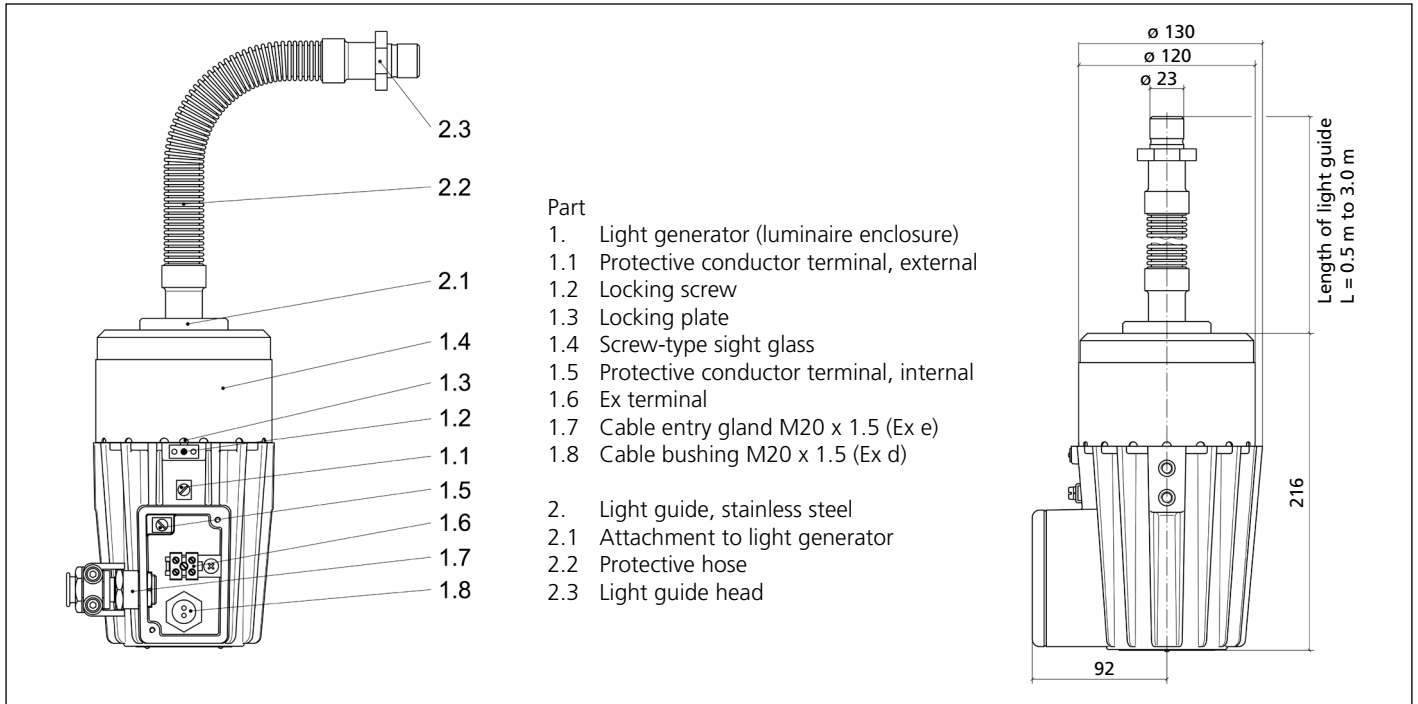 2.3
2.2
2.1
1.4
1.3
1.2
1.1
1.5
1.6
1.7
1.8
Part
1. Light generator (luminaire enclosure)
1.1 Protective conductor terminal, external
1.2 Locking screw
1.3 Locking plate
1.4 Screw-type sight glass
1.5 Protective conductor terminal, internal
1.6 Ex terminal
1.7 Cable entry gland M20 x 1.5 (Ex e)
1.8 Cable bushing M20 x 1.5 (Ex d)
2. Light guide, stainless steel
2.1 Attachment to light generator
2.2 Protective hose
2.3 Light guide head
ø 130
ø 120
ø 23
Length of light guide
L = 0.5 m to 3.0 m
216
92